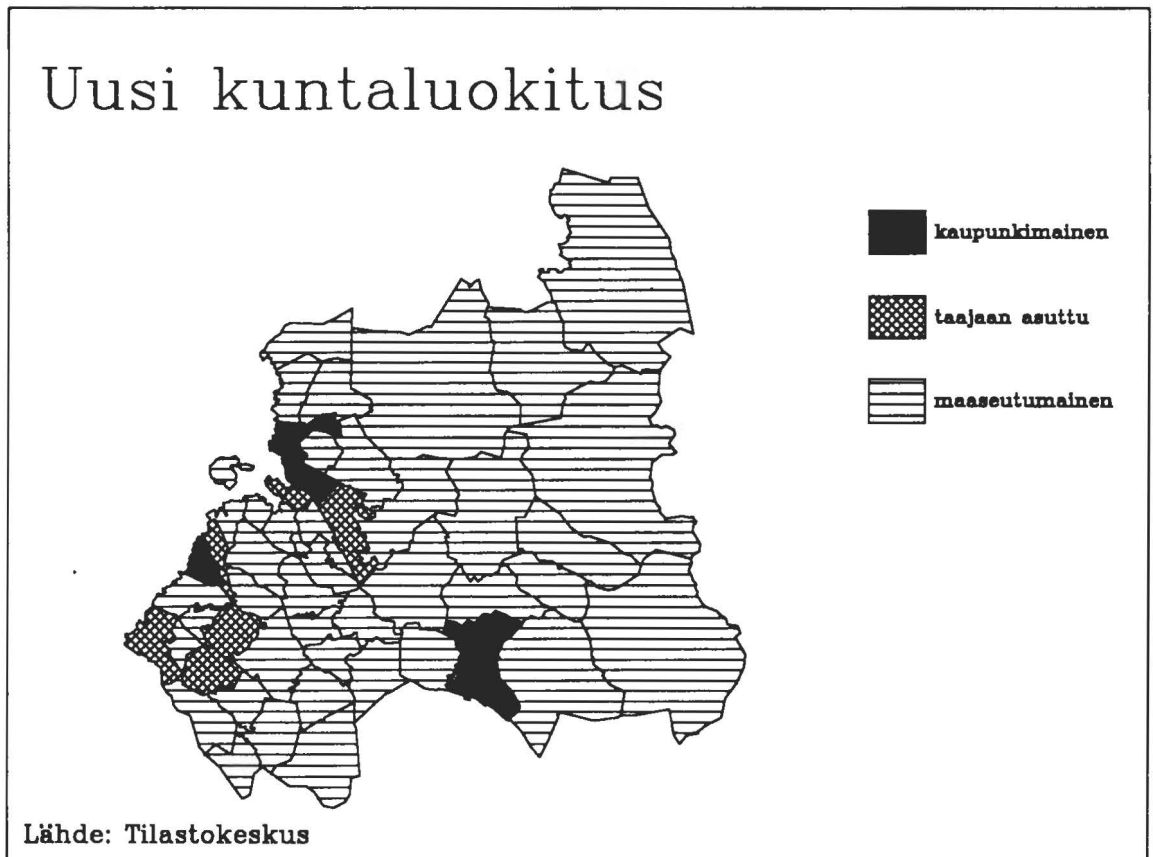 Uusi kuntaluokitus
kaupunkimainen
taajaan asuttu
maaseutumainen
Lähde: Tilastokeskus